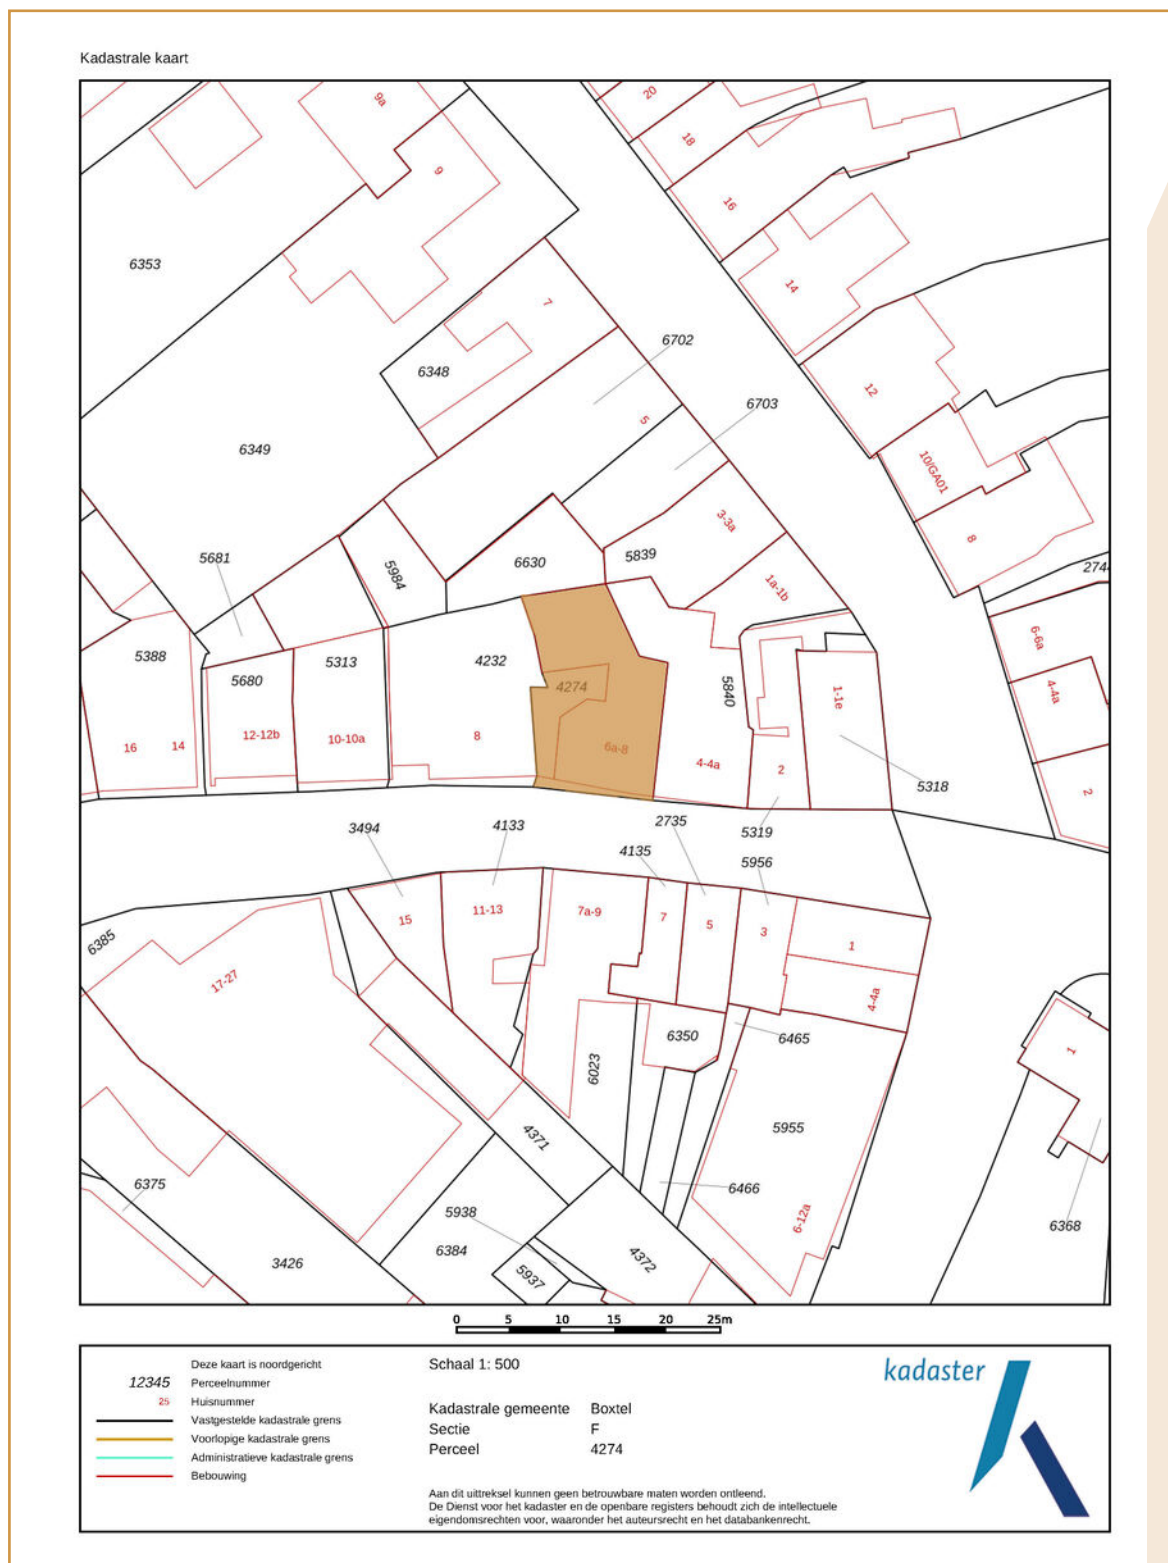 Kadastrale kaart
9a
20
18
9
16
6353
14
7
6702
6348
12
6703
5
6349
10/GA01
3-3a
8
5681
5984
6630
5839
1a-1b
6-6a
5388
5313
4232
5680
4274
5840
1-1e
4-4a
16
14
12-12b
10-10a
8
6a-8
4-4a
2
5318
2
3494
4133
2735
5319
4135
5956
15
11-13
7a-9
7
5
3
1
6385
17-27
4-4a
6350
6465
6023
1
4371
5955
6375
6466
5938
6-12a
6368
6384
4372
3426
5937
0 5 10 15 20 25m
Deze kaart is noordgericht
12345 Perceelnummer
25 Huisnummer
Vastgestelde kadastrale grens
Voorlopige kadastrale grens
Administratieve kadastrale grens
Bebouwing
Schaal 1: 500
Kadastrale gemeente Boxtel
Sectie F
Perceel 4274
Aan dit uittreksel kunnen geen betrouwbare maten worden ontleend.
De Dienst voor het kadaster en de openbare registers behoudt zich de intellectuele
eigendomsrechten voor, waaronder het auteursrecht en het databankenrecht.
kadaster